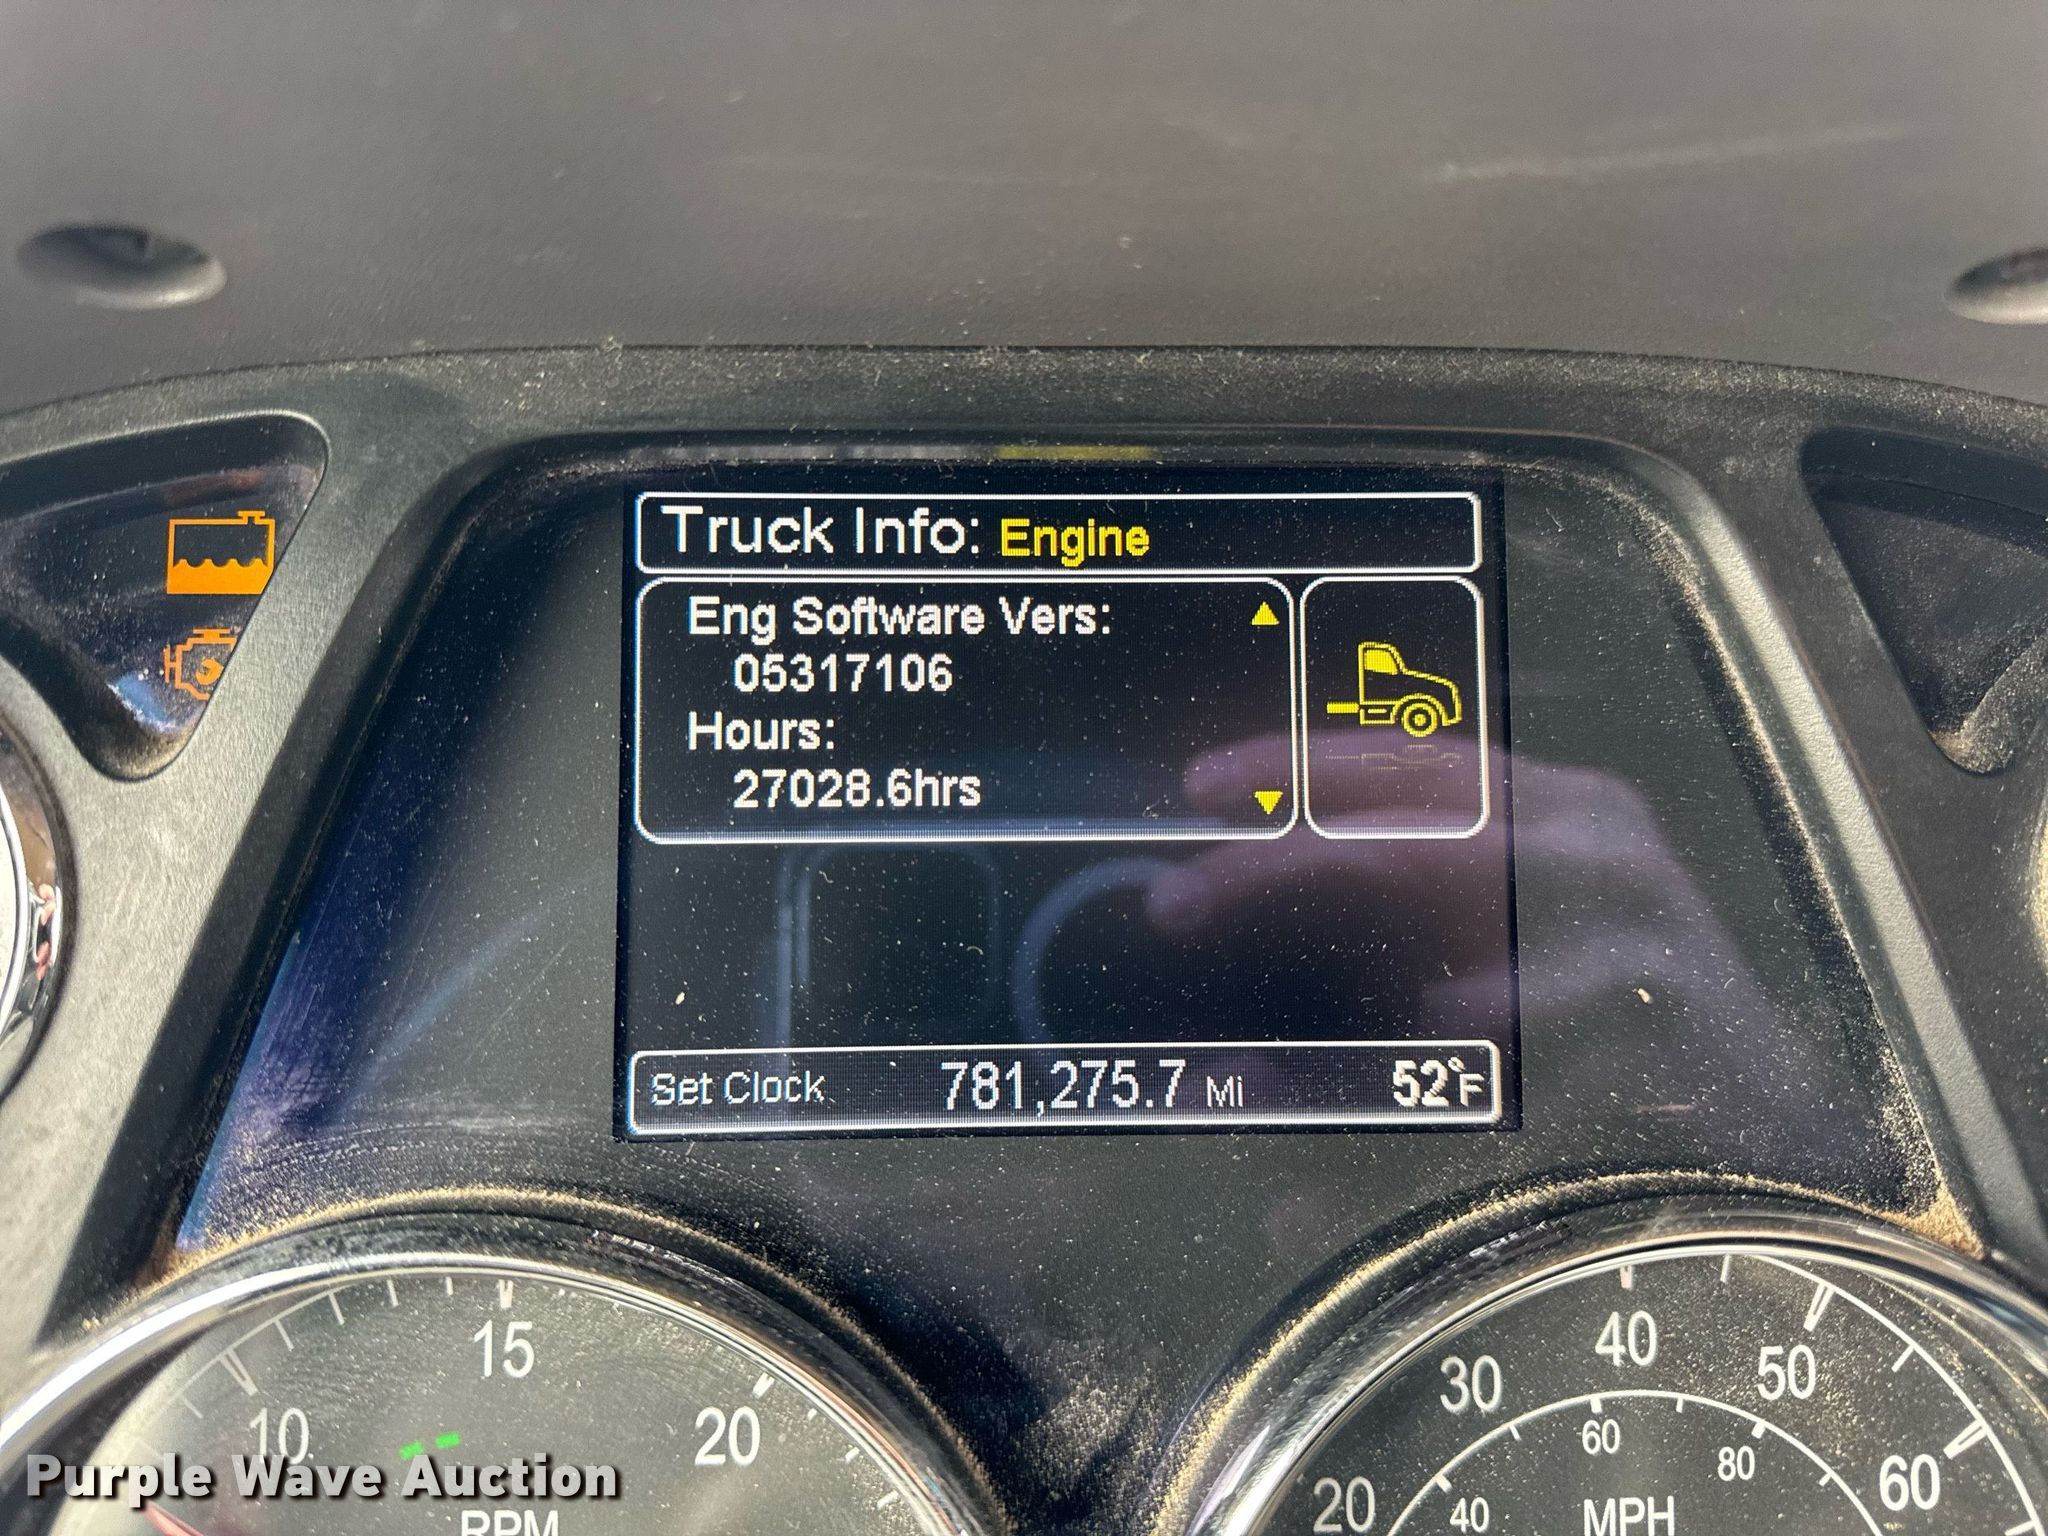 Truck Info: Engine
Eng Software Vers:
05317106
Hours:
27028.6hrs
Set Clock 781,275.7 Mi 52°F
10 15 20
RPM
20 30 40 50 60
40 60 80
MPH
Purple Wave Auction